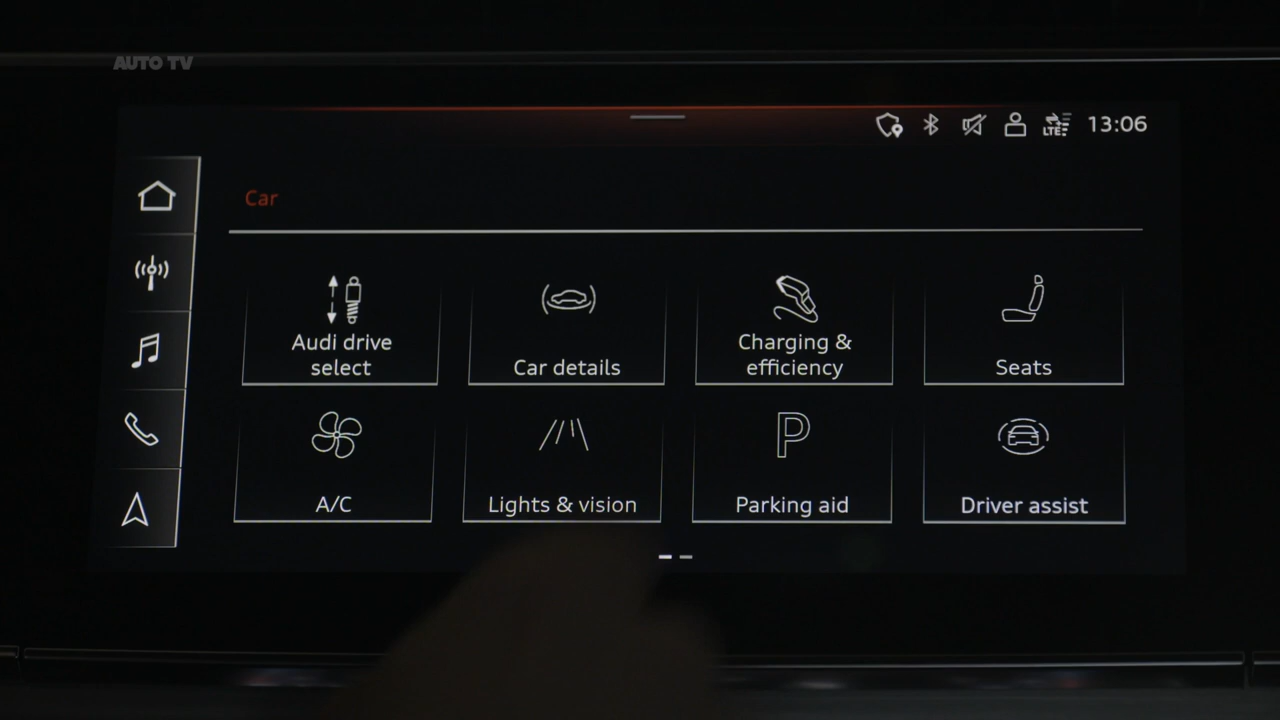 AUTO TV
LTE 13:06
Car
Audi drive
select
Car details
Charging &
efficiency
Seats
A/C
Lights & vision
P
Parking aid
Driver assist